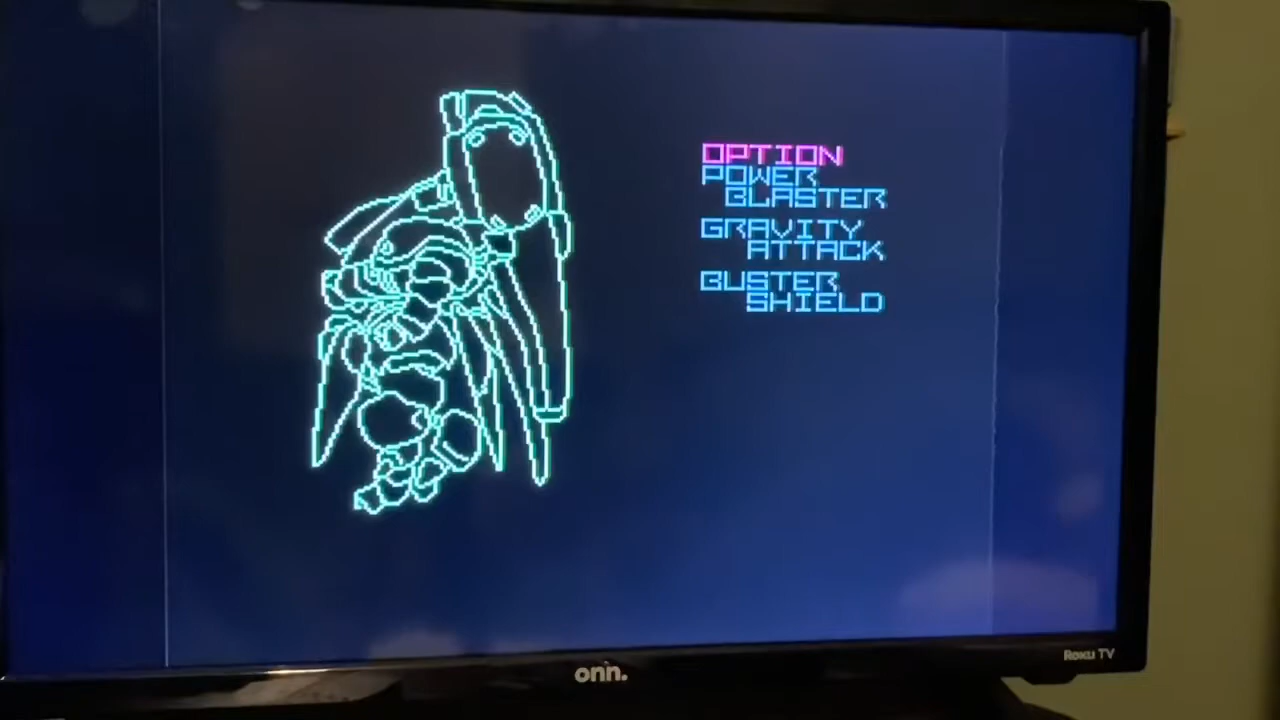 OPTION
POWER
BLASTER
GRAVITY
ATTACK
BUSTER
SHIELD
onn.
Roku TV